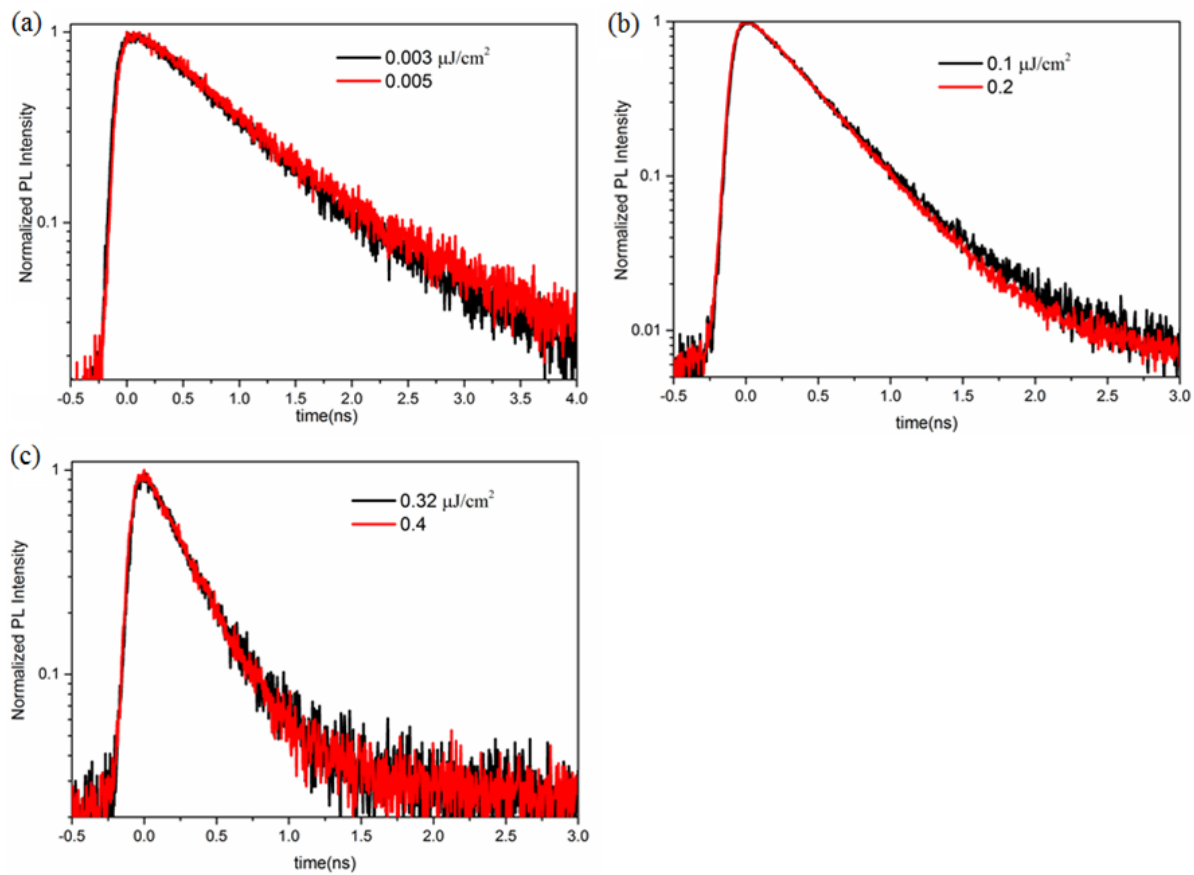 (a)
Normalized PL Intensity
1
0.1
0.003 μJ/cm²
0.005
-0.5 0.0 0.5 1.0 1.5 2.0 2.5 3.0 3.5 4.0
time(ns)
(b)
Normalized PL Intensity
1
0.1
0.01
0.1 μJ/cm²
0.2
-0.5 0.0 0.5 1.0 1.5 2.0 2.5 3.0
time(ns)
(c)
Normalized PL Intensity
1
0.1
0.32 μJ/cm²
0.4
-0.5 0.0 0.5 1.0 1.5 2.0 2.5 3.0
time(ns)